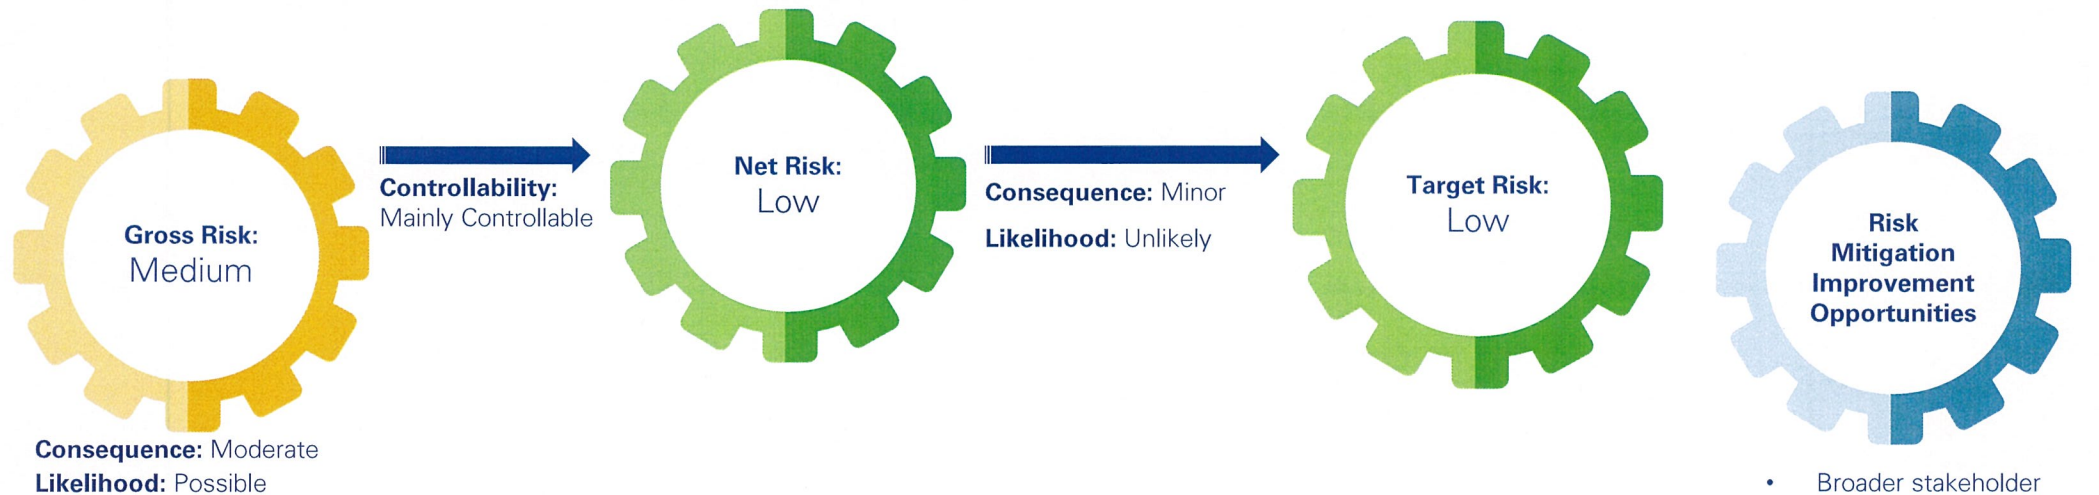 Gross Risk:
Medium
Consequence: Moderate
Likelihood: Possible
Controllability:
Mainly Controllable
Net Risk:
Low
Consequence: Minor
Likelihood: Unlikely
Target Risk:
Low
Risk
Mitigation
Improvement
Opportunities
• Broader stakeholder